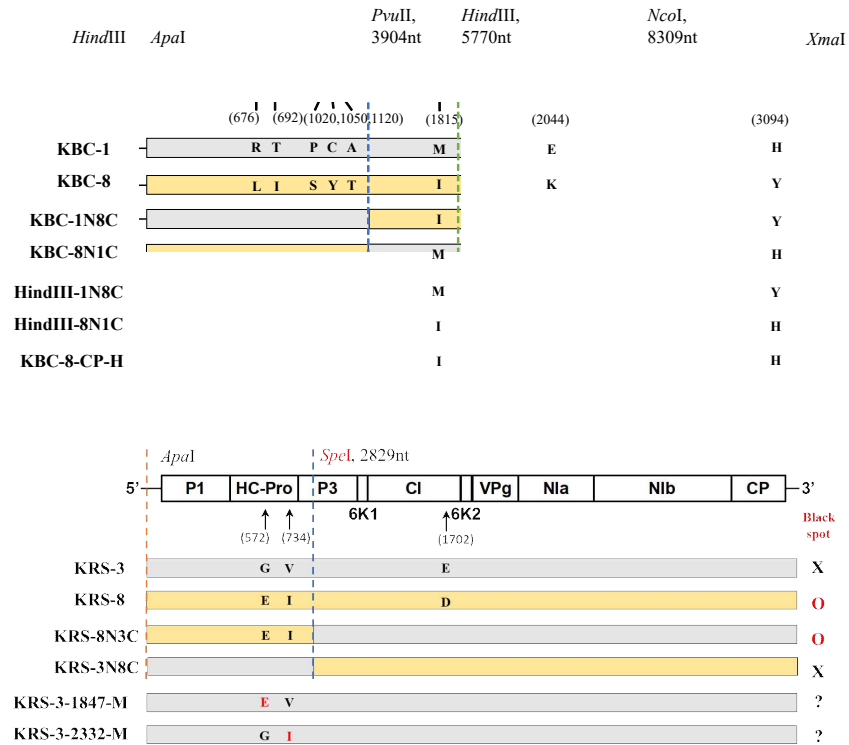 HindIII ApaI PvuII, 3904nt HindIII, 5770nt NcoI, 8309nt XmaI
(676) (692) (1020,1050,1120) (1815) (2044) (3094)
KBC-1 R T P C A M E H
KBC-8 L I S Y T I K Y
KBC-1N8C I Y
KBC-8N1C M H
HindIII-1N8C M Y
HindIII-8N1C I H
KBC-8-CP-H I H
ApaI SpeI, 2829nt
5’ P1 HC-Pro P3 CI VPg NIa NIb CP 3’
6K1 6K2
(572) (734) (1702)
Black spot
KRS-3 G V E X
KRS-8 E I D O
KRS-8N3C E I O
KRS-3N8C X
KRS-3-1847-M E V ?
KRS-3-2332-M G I ?